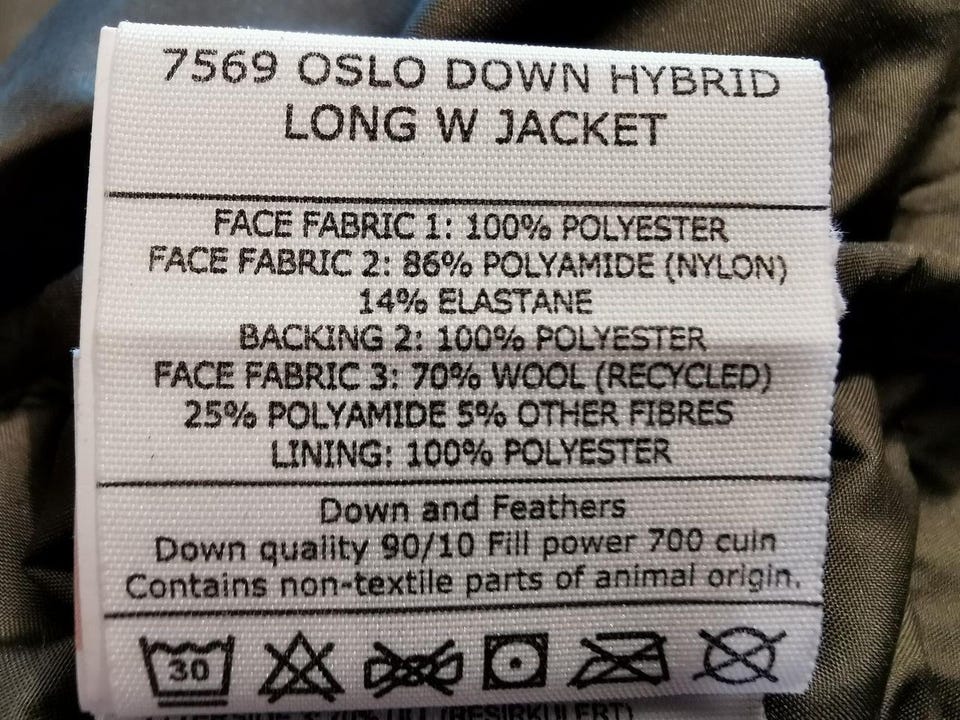 7569 OSLO DOWN HYBRID
LONG W JACKET
FACE FABRIC 1: 100% POLYESTER
FACE FABRIC 2: 86% POLYAMIDE (NYLON)
14% ELASTANE
BACKING 2: 100% POLYESTER
FACE FABRIC 3: 70% WOOL (RECYCLED)
25% POLYAMIDE 5% OTHER FIBRES
LINING: 100% POLYESTER
Down and Feathers
Down quality 90/10 Fill power 700 cuin
Contains non-textile parts of animal origin.
30
(RESIRKULERT)